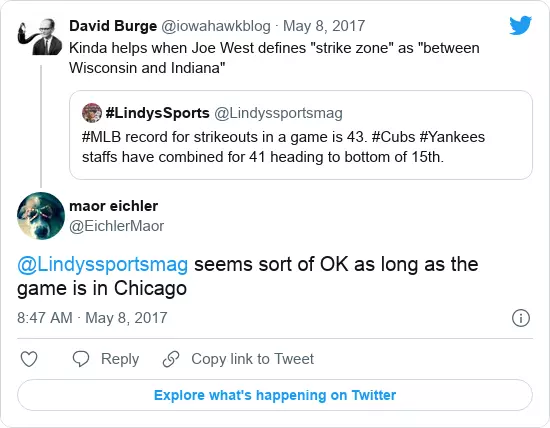 David Burge @iowahawkblog · May 8, 2017
Kinda helps when Joe West defines "strike zone" as "between
Wisconsin and Indiana"
#LindysSports @Lindyssportsmag
#MLB record for strikeouts in a game is 43. #Cubs #Yankees
staffs have combined for 41 heading to bottom of 15th.
maor eichler
@EichlerMaor
@Lindyssportsmag seems sort of OK as long as the
game is in Chicago
8:47 AM · May 8, 2017
Reply Copy link to Tweet
Explore what's happening on Twitter